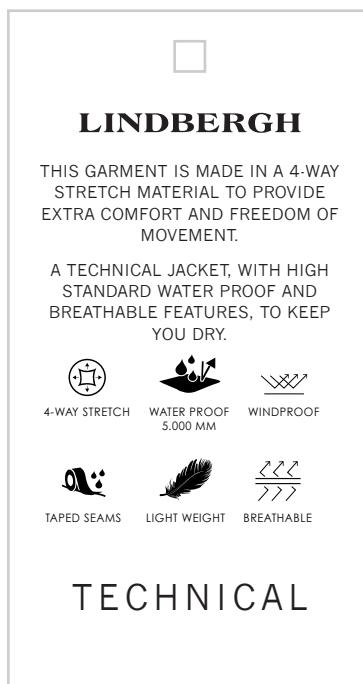 LINDBERGH
THIS GARMENT IS MADE IN A 4-WAY
STRETCH MATERIAL TO PROVIDE
EXTRA COMFORT AND FREEDOM OF
MOVEMENT.
A TECHNICAL JACKET, WITH HIGH
STANDARD WATER PROOF AND
BREATHABLE FEATURES, TO KEEP
YOU DRY.
4-WAY STRETCH WATER PROOF WINDPROOF
5.000 MM
TAPED SEAMS LIGHT WEIGHT BREATHABLE
TECHNICAL